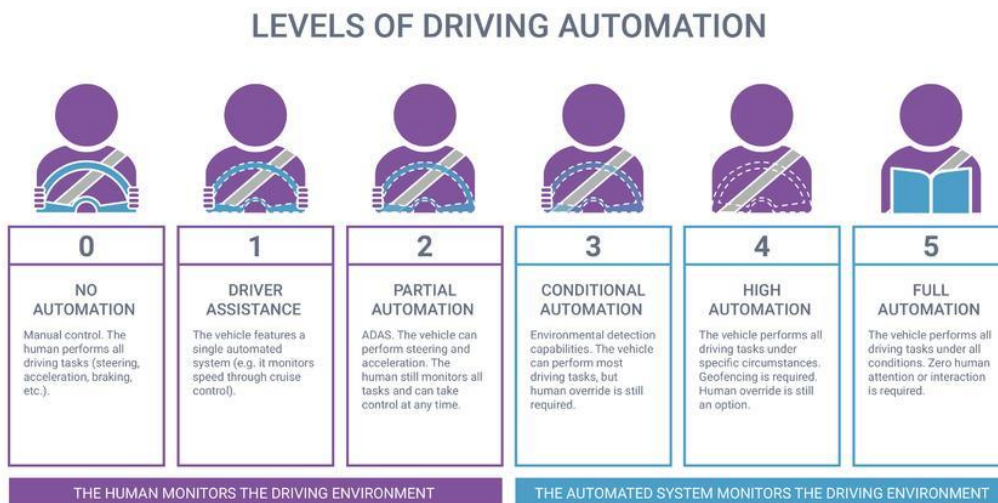 LEVELS OF DRIVING AUTOMATION
0
NO
AUTOMATION
Manual control. The
human performs all
driving tasks (steering,
acceleration, braking,
etc.).
1
DRIVER
ASSISTANCE
The vehicle features a
single automated
system (e.g. it monitors
speed through cruise
control).
2
PARTIAL
AUTOMATION
ADAS. The vehicle can
perform steering and
acceleration. The
human still monitors all
tasks and can take
control at any time.
3
CONDITIONAL
AUTOMATION
Environmental detection
capabilities. The vehicle
can perform most
driving tasks, but
human override is still
required.
4
HIGH
AUTOMATION
The vehicle performs all
driving tasks under
specific circumstances.
Geofencing is required.
Human override is still
an option.
5
FULL
AUTOMATION
The vehicle performs all
driving tasks under all
conditions. Zero human
attention or interaction
is required.
THE HUMAN MONITORS THE DRIVING ENVIRONMENT
THE AUTOMATED SYSTEM MONITORS THE DRIVING ENVIRONMENT